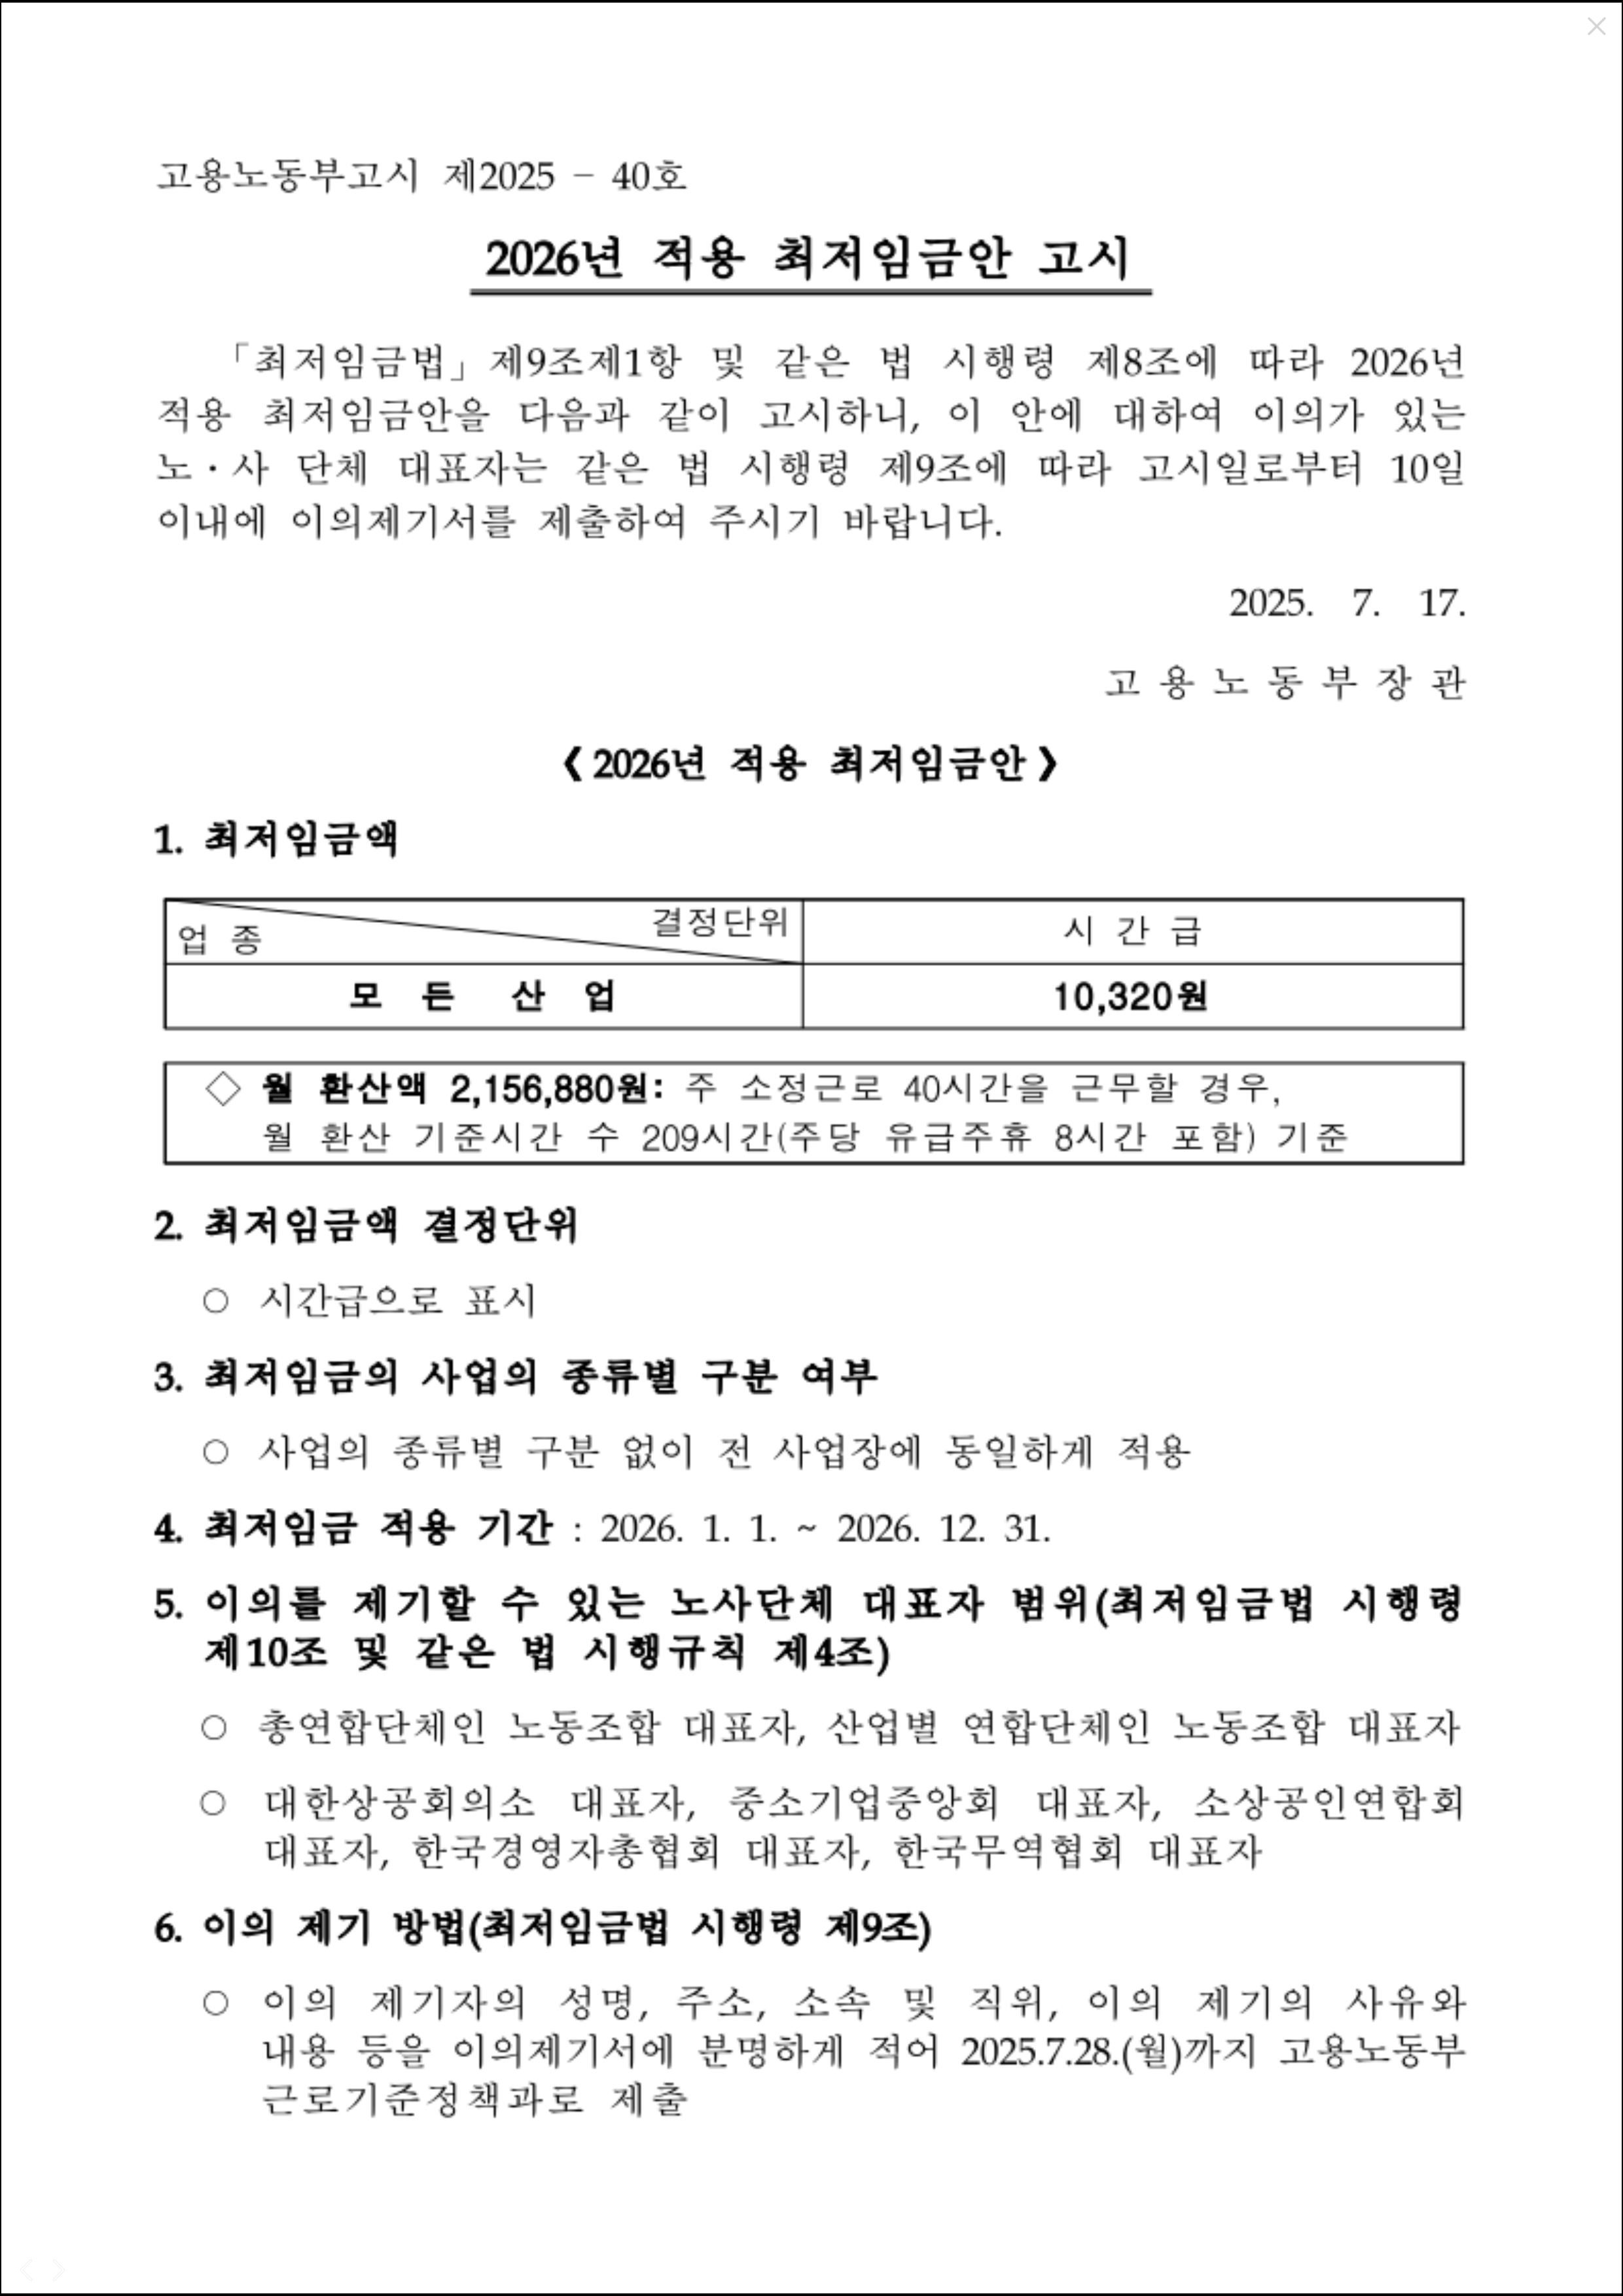 고용노동부고시 제2025 - 40호
2026년 적용 최저임금안 고시
「최저임금법」제9조제1항 및 같은 법 시행령 제8조에 따라 2026년
적용 최저임금안을 다음과 같이 고시하니, 이 안에 대하여 이의가 있는
노·사 단체 대표자는 같은 법 시행령 제9조에 따라 고시일로부터 10일
이내에 이의제기서를 제출하여 주시기 바랍니다.
2025. 7. 17.
고 용 노 동 부 장 관
《 2026년 적용 최저임금안 》
1. 최저임금액
결정단위
업 종
시 간 급
모 든 산 업 10,320원
◇ 월 환산액 2,156,880원: 주 소정근로 40시간을 근무할 경우,
월 환산 기준시간 수 209시간(주당 유급주휴 8시간 포함) 기준
2. 최저임금액 결정단위
○ 시간급으로 표시
3. 최저임금의 사업의 종류별 구분 여부
○ 사업의 종류별 구분 없이 전 사업장에 동일하게 적용
4. 최저임금 적용 기간 : 2026. 1. 1. ~ 2026. 12. 31.
5. 이의를 제기할 수 있는 노사단체 대표자 범위(최저임금법 시행령
제10조 및 같은 법 시행규칙 제4조)
○ 총연합단체인 노동조합 대표자, 산업별 연합단체인 노동조합 대표자
○ 대한상공회의소 대표자, 중소기업중앙회 대표자, 소상공인연합회
대표자, 한국경영자총협회 대표자, 한국무역협회 대표자
6. 이의 제기 방법(최저임금법 시행령 제9조)
○ 이의 제기자의 성명, 주소, 소속 및 직위, 이의 제기의 사유와
내용 등을 이의제기서에 분명하게 적어 2025.7.28.(월)까지 고용노동부
근로기준정책과로 제출